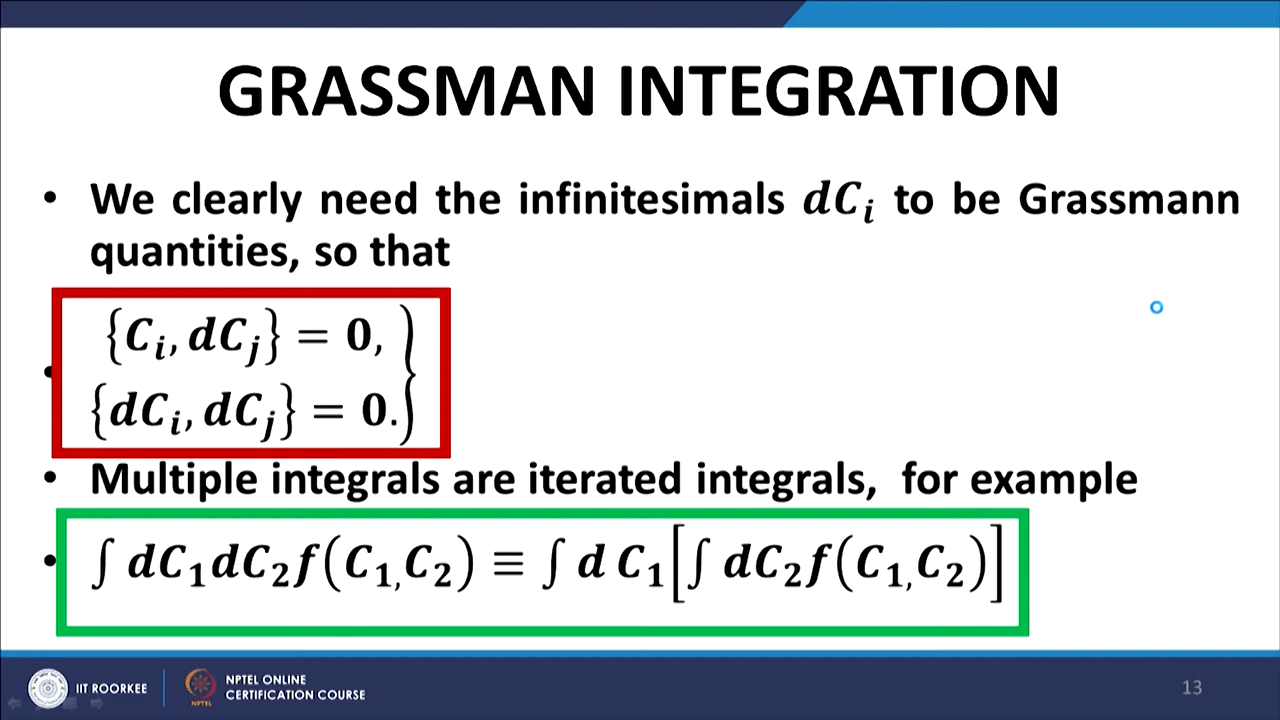 GRASSMAN INTEGRATION
• We clearly need the infinitesimals dCᵢ to be Grassmann
quantities, so that
{Cᵢ, dCⱼ} = 0,
{dCᵢ, dCⱼ} = 0.}
• Multiple integrals are iterated integrals, for example
• ∫ dC₁dC₂f(C₁,C₂) ≡ ∫ d C₁[∫ dC₂f(C₁,C₂)]
IIT ROORKEE
NPTEL
NPTEL ONLINE
CERTIFICATION COURSE
13